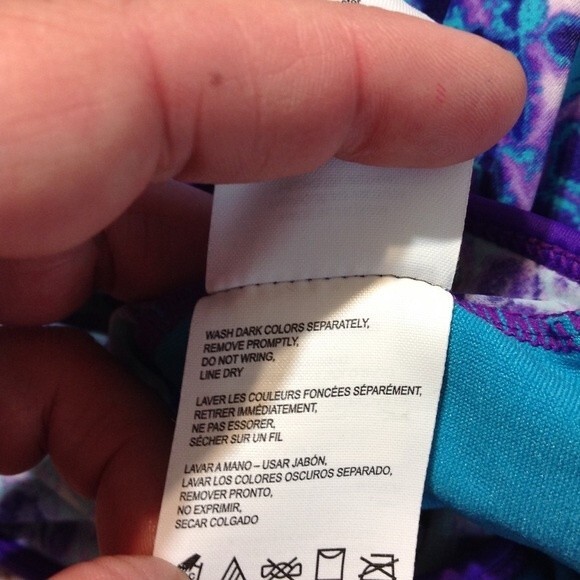 WASH DARK COLORS SEPARATELY,
REMOVE PROMPTLY,
DO NOT WRING,
LINE DRY
LAVER LES COULEURS FONCÉES SÉPARÉMENT,
RETIRER IMMÉDIATEMENT,
NE PAS ESSORER,
SÉCHER SUR UN FIL
LAVAR A MANO – USAR JABÓN,
LAVAR LOS COLORES OSCUROS SEPARADO,
REMOVER PRONTO,
NO EXPRIMIR,
SECAR COLGADO